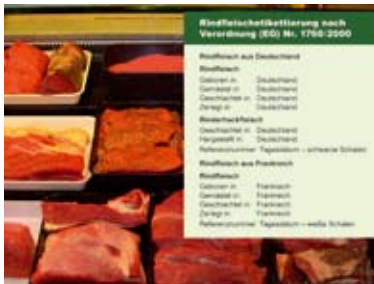 Rindfleischetikettierung nach
Verordnung (EG) Nr. 1760/2000
Rindfleisch aus Deutschland
Rindfleisch
Geboren in Deutschland
Gemästet in Deutschland
Geschlachtet in Deutschland
Zerlegt in Deutschland
Rinderhackfleisch
Geschlachtet in Deutschland
Hergestellt in Deutschland
Referenznummer Tagesdatum – schwarze Schalen
Rindfleisch aus Frankreich
Rindfleisch
Geboren in Frankreich
Gemästet in Frankreich
Geschlachtet in Frankreich
Zerlegt in Frankreich
Referenznummer Tagesdatum – weiße Schalen